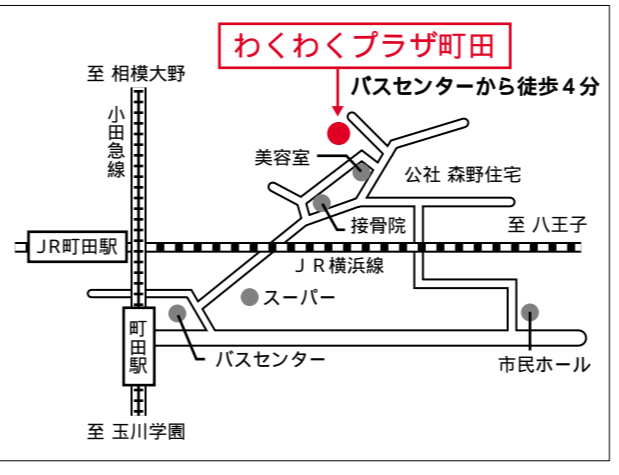 わくわくプラザ町田
至 相模大野
バスセンターから徒歩４分
小田急線
美容室
公社 森野住宅
接骨院
至 八王子
JR町田駅
ＪＲ横浜線
スーパー
町田駅
バスセンター
市民ホール
至 玉川学園